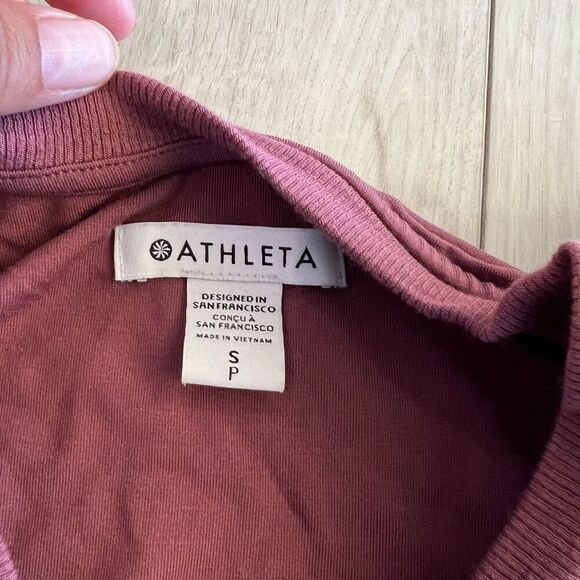 ATHLETA
DESIGNED IN
SAN FRANCISCO
CONÇU À
SAN FRANCISCO
MADE IN VIETNAM
S
P